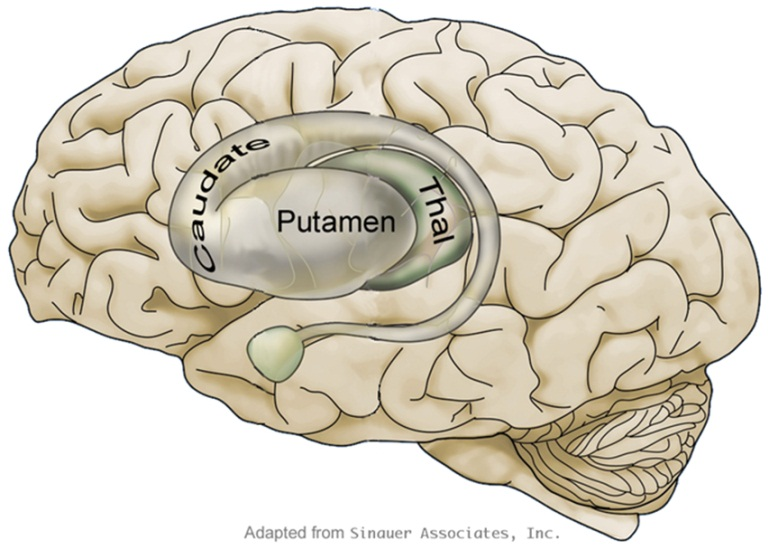 Caudate
Putamen
Thal
Adapted from Sinauer Associates, Inc.